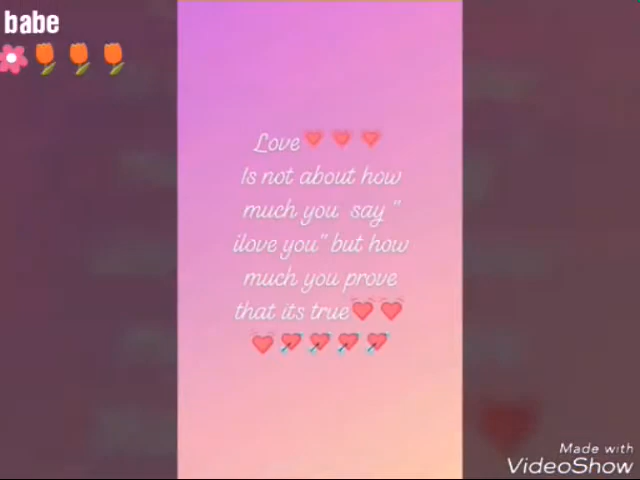 babe
🌸🌷🌷🌷
Love💓💓💓
Is not about how
much you say "
ilove you" but how
much you prove
that its true💓💓
💓💘💘💘💘
Made with
VideoShow